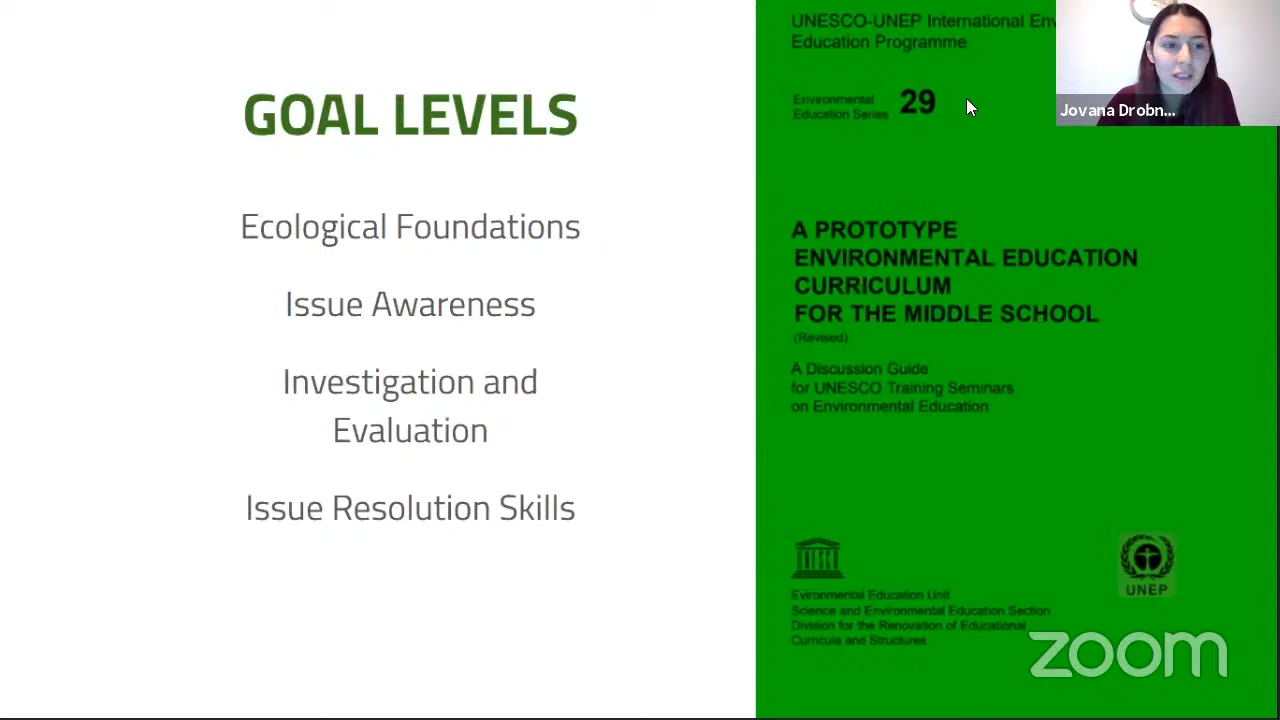 GOAL LEVELS
Ecological Foundations
Issue Awareness
Investigation and
Evaluation
Issue Resolution Skills
UNESCO-UNEP International
Education Programme
Environmental
Education Series 29
A PROTOTYPE
ENVIRONMENTAL EDUCATION
CURRICULUM
FOR THE MIDDLE SCHOOL
(Revised)
A Discussion Guide
for UNESCO Training Seminars
on Environmental Education
UNEP
Evironmental Education Unit
Science and Environmental Education Section
Division for the Renovation of Educational
Curricula and Structures
Jovana Drobn...
zoom